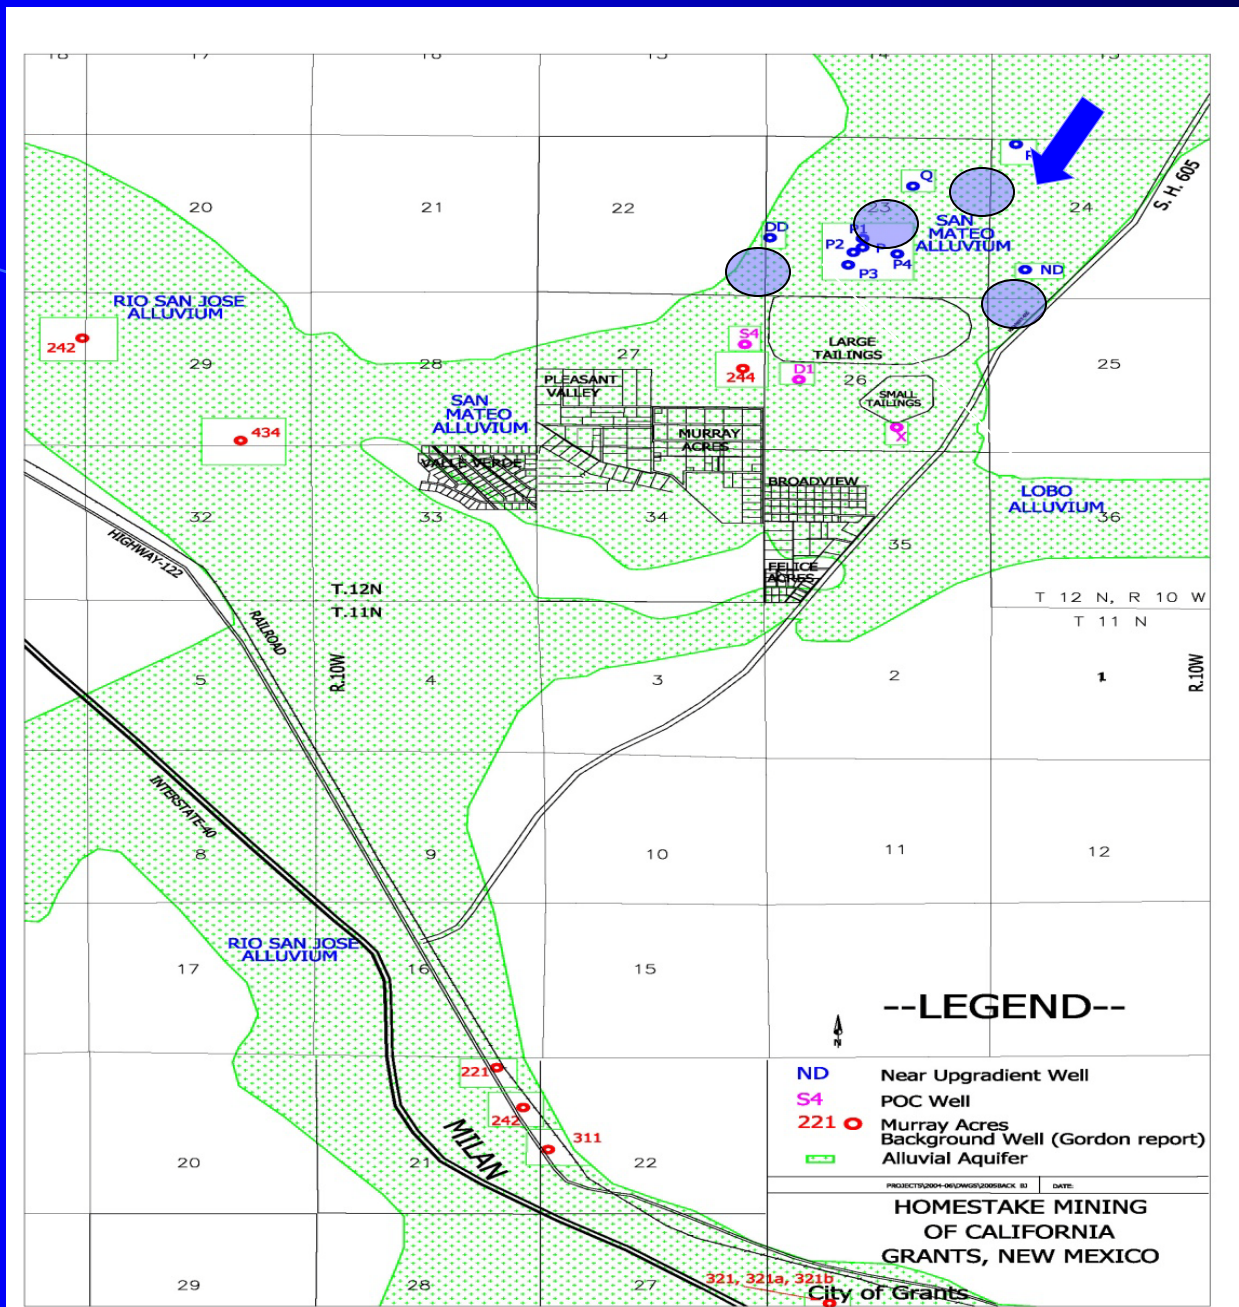 17
20
21
22
23
24
S. H. 605
Q
DD
P1
P2
P
P3
P4
ND
SAN
MATEO
ALLUVIUM
RIO SAN JOSE
ALLUVIUM
242
29
28
27
S4
244
D1
26
25
LARGE
TAILINGS
SMALL
TAILINGS
X
PLEASANT
VALLEY
SAN
MATEO
ALLUVIUM
434
MURRAY
ACRES
VALLE VERDE
BROADVIEW
LOBO
ALLUVIUM
32
33
34
35
36
HIGHWAY-122
FELICE
ACRES
T.12N
T.11N
T 12 N, R 10 W
T 11 N
RAILROAD
R.10W
R.10W
5
4
3
2
1
INTERSTATE-40
8
9
10
11
12
RIO SAN JOSE
ALLUVIUM
17
16
15
--LEGEND--
N
ND Near Upgradient Well
S4 POC Well
221 Murray Acres
Background Well (Gordon report)
Alluvial Aquifer
221
242
311
MILAN
20
21
22
DATE:
HOMESTAKE MINING
OF CALIFORNIA
GRANTS, NEW MEXICO
29
28
27
321, 321a, 321b
City of Grants